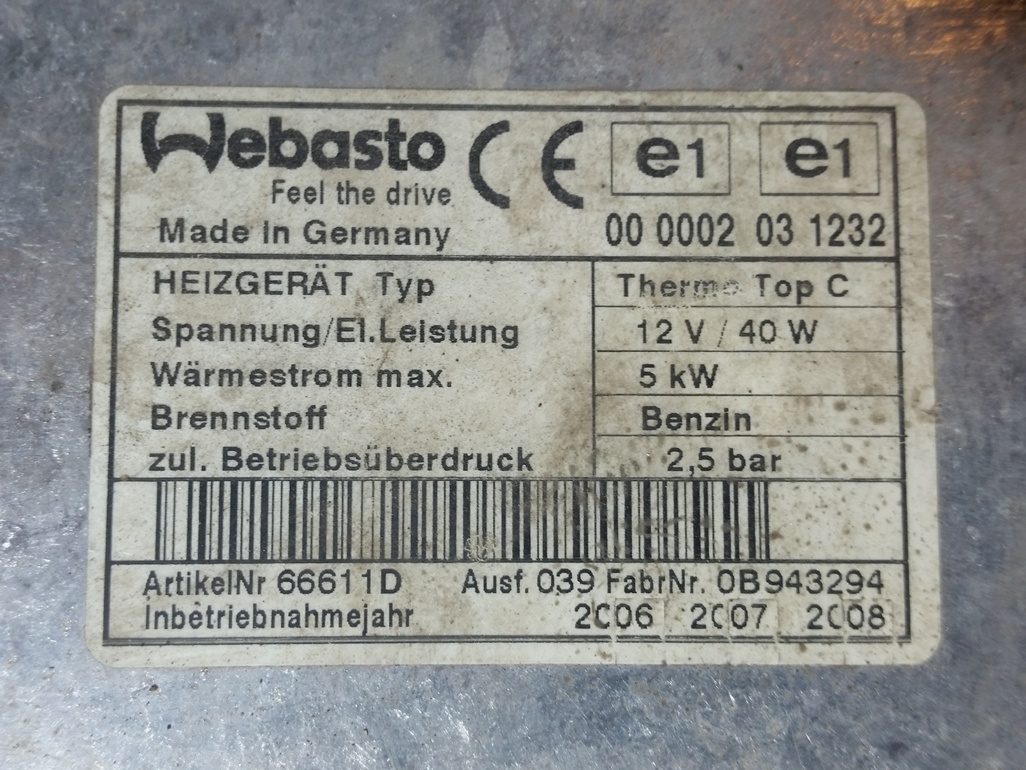 Webasto CE e1 e1
Feel the drive
Made in Germany 00 0002 03 1232
HEIZGERÄT Typ Thermo Top C
Spannung/El.Leistung 12 V / 40 W
Wärmestrom max. 5 kW
Brennstoff Benzin
zul. Betriebsüberdruck 2,5 bar
ArtikelNr 66611D Ausf. 039 FabrNr. 0B943294
Inbetriebnahmejahr 2006 2007 2008